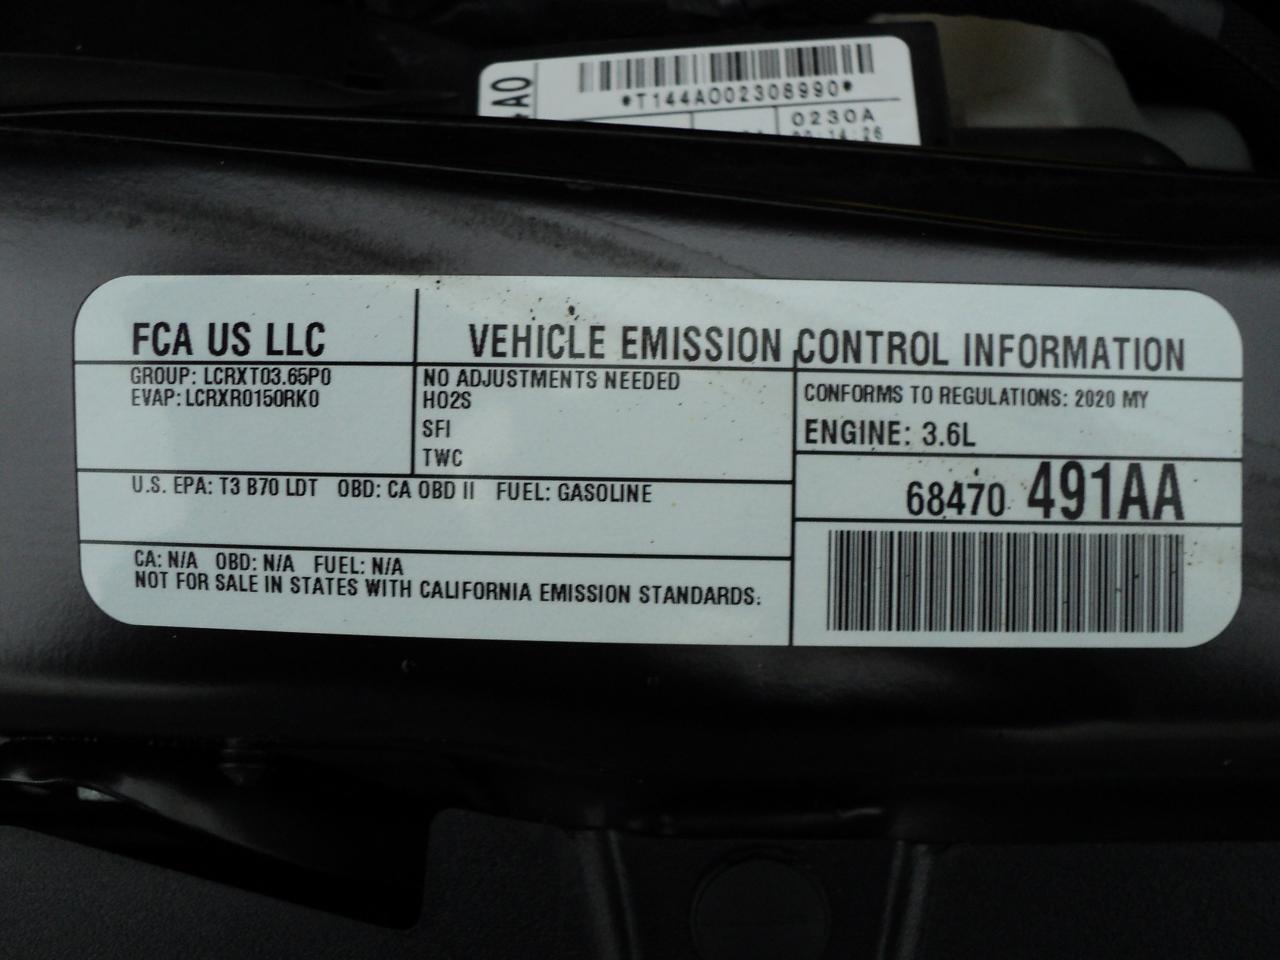 4A0
*T144A002308990*
0230A
FCA US LLC
VEHICLE EMISSION CONTROL INFORMATION
GROUP: LCRXT03.65P0
EVAP: LCRXR0150RK0
NO ADJUSTMENTS NEEDED
HO2S
SFI
TWC
CONFORMS TO REGULATIONS: 2020 MY
ENGINE: 3.6L
68470 491AA
U.S. EPA: T3 B70 LDT OBD: CA OBD II FUEL: GASOLINE
CA: N/A OBD: N/A FUEL: N/A
NOT FOR SALE IN STATES WITH CALIFORNIA EMISSION STANDARDS.